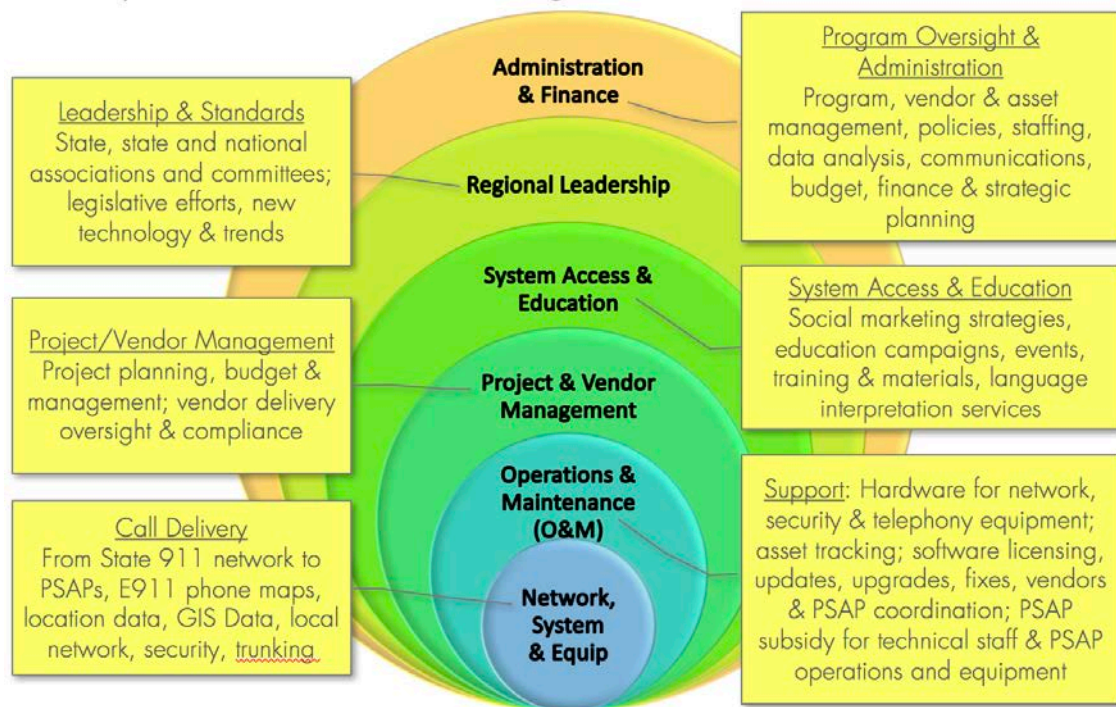 Administration
& Finance
Regional Leadership
System Access &
Education
Project & Vendor
Management
Operations &
Maintenance
(O&M)
Network,
System
& Equip
Leadership & Standards
State, state and national
associations and committees;
legislative efforts, new
technology & trends
Project/Vendor Management
Project planning, budget &
management; vendor delivery
oversight & compliance
Call Delivery
From State 911 network to
PSAPs, E911 phone maps,
location data, GIS Data, local
network, security, trunking
Program Oversight &
Administration
Program, vendor & asset
management, policies, staffing,
data analysis, communications,
budget, finance & strategic
planning
System Access & Education
Social marketing strategies,
education campaigns, events,
training & materials, language
interpretation services
Support: Hardware for network,
security & telephony equipment;
asset tracking; software licensing,
updates, upgrades, fixes, vendors
& PSAP coordination; PSAP
subsidy for technical staff & PSAP
operations and equipment